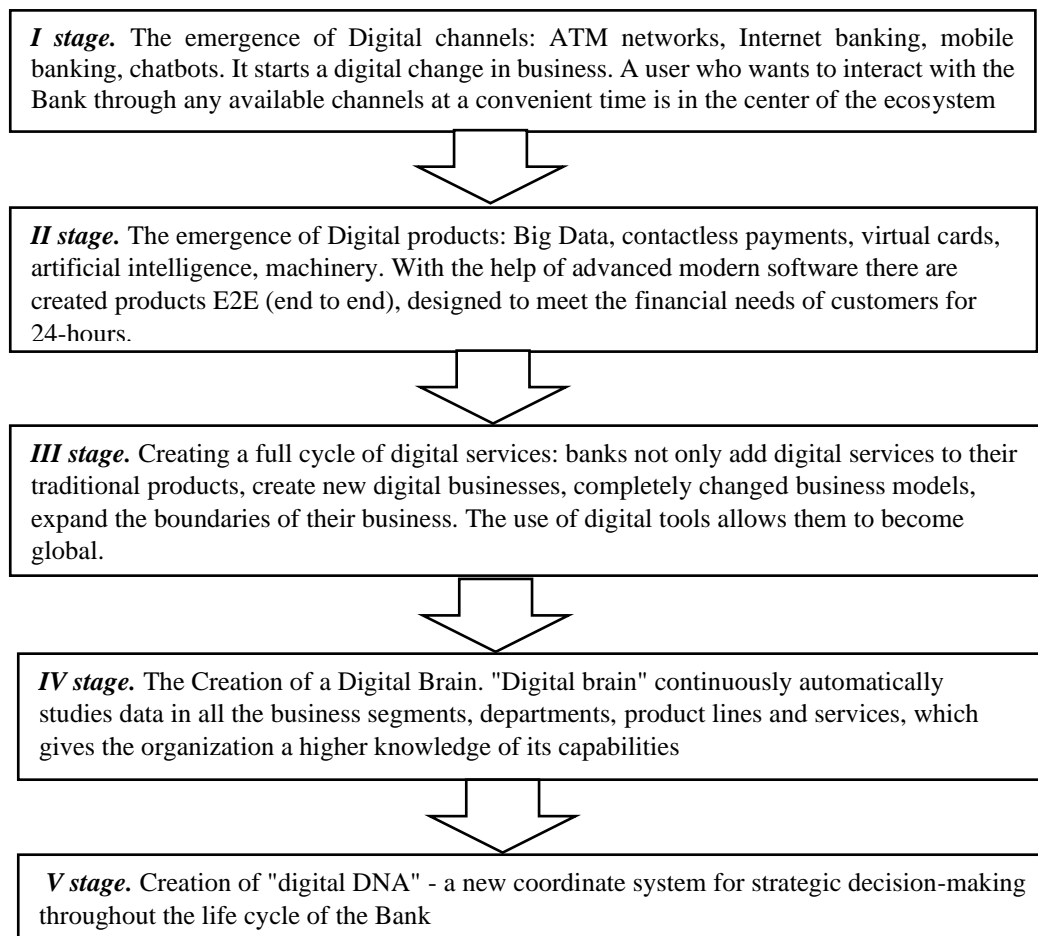 I stage. The emergence of Digital channels: ATM networks, Internet banking, mobile
banking, chatbots. It starts a digital change in business. A user who wants to interact with the
Bank through any available channels at a convenient time is in the center of the ecosystem
II stage. The emergence of Digital products: Big Data, contactless payments, virtual cards,
artificial intelligence, machinery. With the help of advanced modern software there are
created products E2E (end to end), designed to meet the financial needs of customers for
24-hours.
III stage. Creating a full cycle of digital services: banks not only add digital services to their
traditional products, create new digital businesses, completely changed business models,
expand the boundaries of their business. The use of digital tools allows them to become
global.
IV stage. The Creation of a Digital Brain. "Digital brain" continuously automatically
studies data in all the business segments, departments, product lines and services, which
gives the organization a higher knowledge of its capabilities
V stage. Creation of "digital DNA" - a new coordinate system for strategic decision-making
throughout the life cycle of the Bank